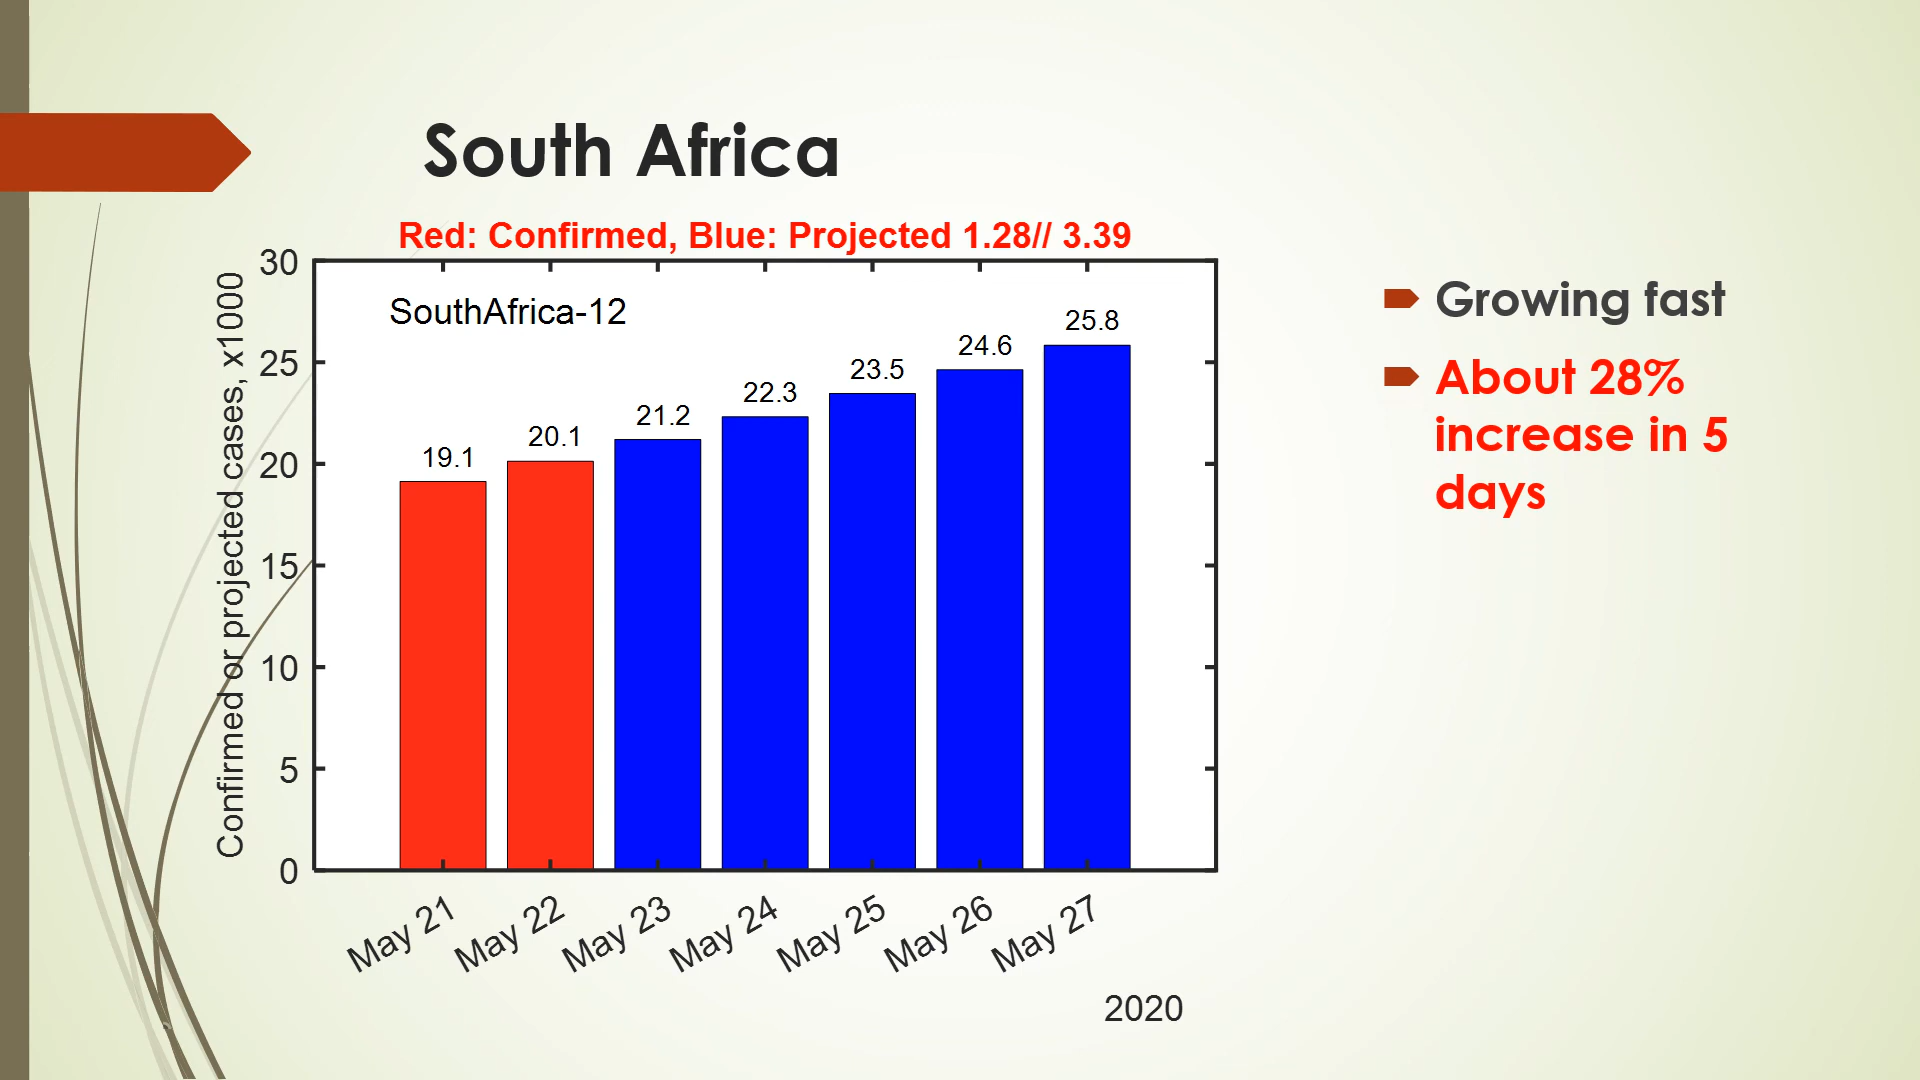 South Africa
Red: Confirmed, Blue: Projected 1.28// 3.39
Confirmed or projected cases, x1000
30
25
20
15
10
5
0
SouthAfrica-12
19.1
20.1
21.2
22.3
23.5
24.6
25.8
May 21
May 22
May 23
May 24
May 25
May 26
May 27
2020
Growing fast
About 28%
increase in 5
days